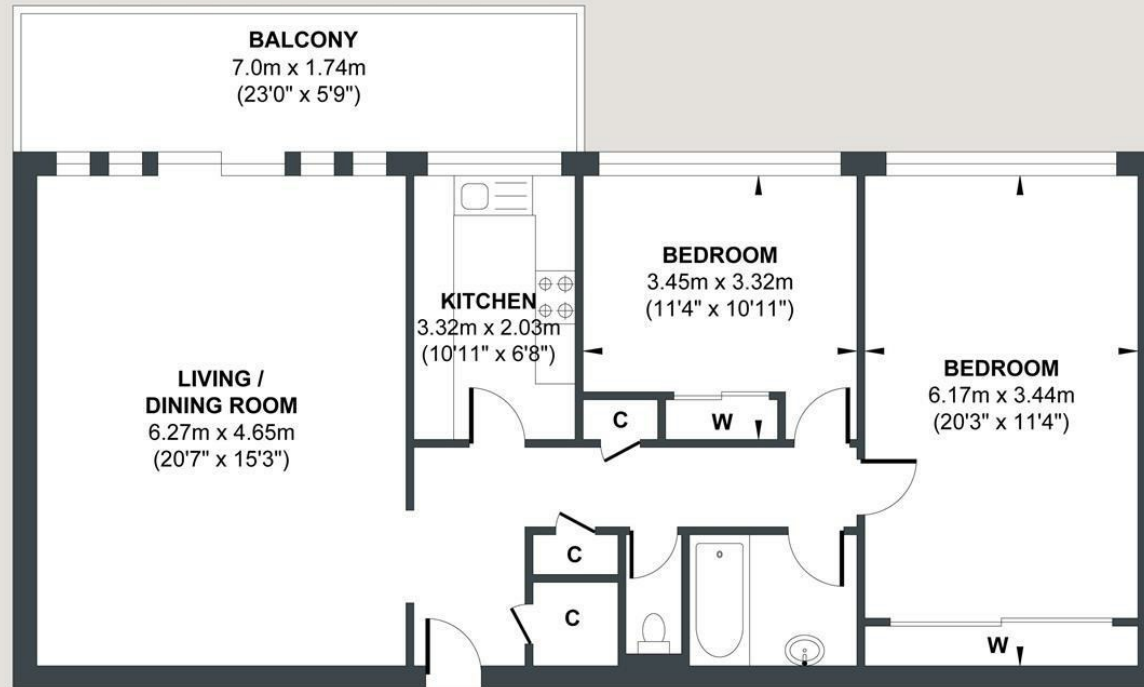 BALCONY
7.0m x 1.74m
(23'0" x 5'9")
BEDROOM
3.45m x 3.32m
(11'4" x 10'11")
KITCHEN
3.32m x 2.03m
(10'11" x 6'8")
LIVING /
DINING ROOM
6.27m x 4.65m
(20'7" x 15'3")
BEDROOM
6.17m x 3.44m
(20'3" x 11'4")
C
W
C
C
W